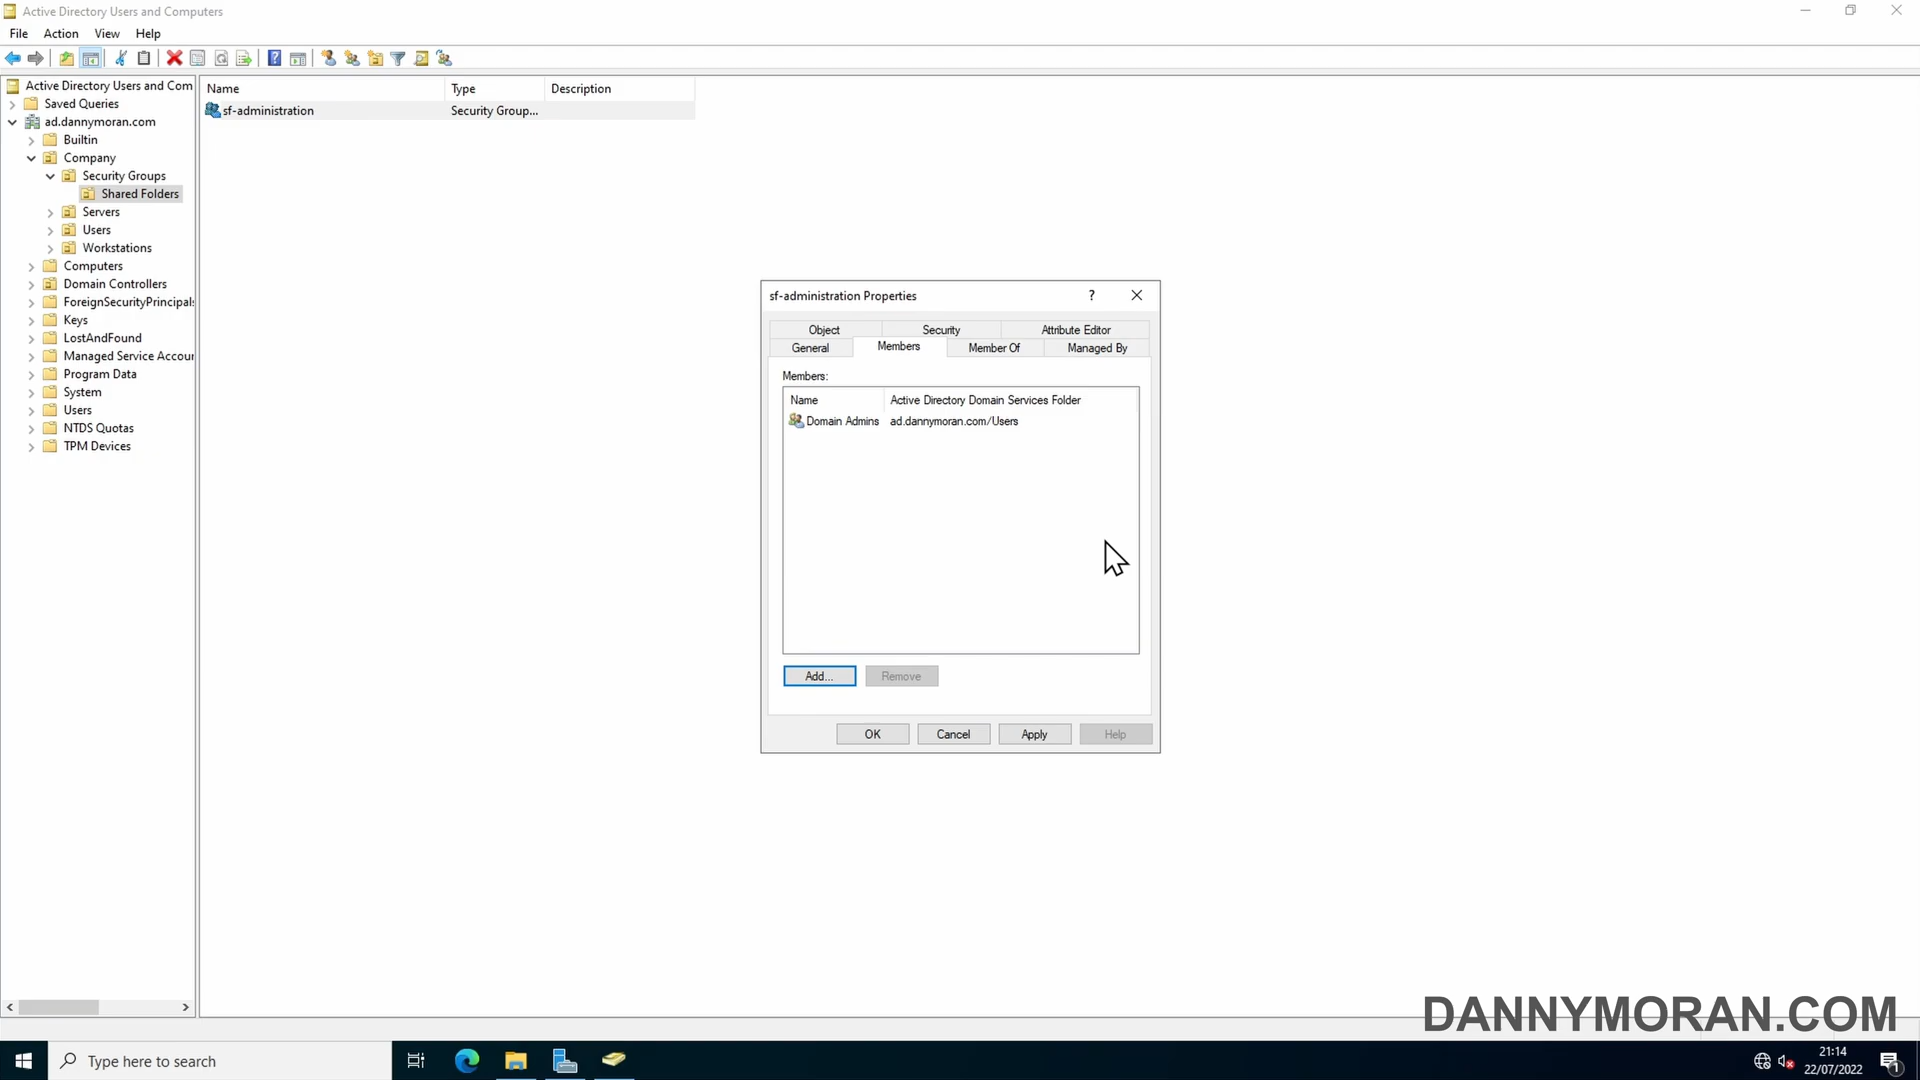 Active Directory Users and Computers
File Action View Help
Active Directory Users and Com
Saved Queries
ad.dannymoran.com
Builtin
Company
Security Groups
Shared Folders
Servers
Users
Workstations
Computers
Domain Controllers
ForeignSecurityPrincipals
Keys
LostAndFound
Managed Service Accour
Program Data
System
Users
NTDS Quotas
TPM Devices
Name Type Description
sf-administration Security Group...
sf-administration Properties
?
Object Security Attribute Editor
General Members Member Of Managed By
Members:
Name Active Directory Domain Services Folder
Domain Admins ad.dannymoran.com/Users
Add... Remove
OK Cancel Apply Help
DANNYMORAN.COM
Type here to search
21:14
22/07/2022
1